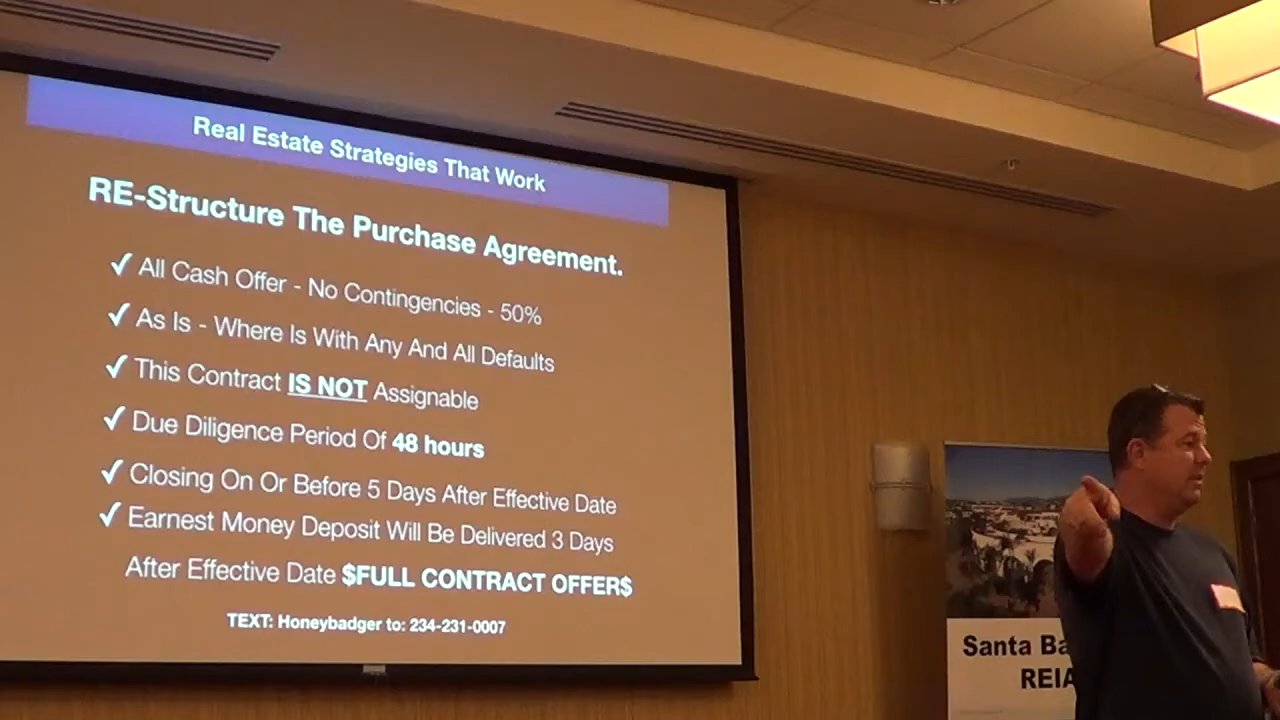 Real Estate Strategies That Work
RE-Structure The Purchase Agreement.
✓ All Cash Offer - No Contingencies - 50%
✓ As Is - Where Is With Any And All Defaults
✓ This Contract IS NOT Assignable
✓ Due Diligence Period Of 48 hours
✓ Closing On Or Before 5 Days After Effective Date
✓ Earnest Money Deposit Will Be Delivered 3 Days
After Effective Date $FULL CONTRACT OFFER$
TEXT: Honeybadger to: 234-231-0007
Santa Ba
REIA